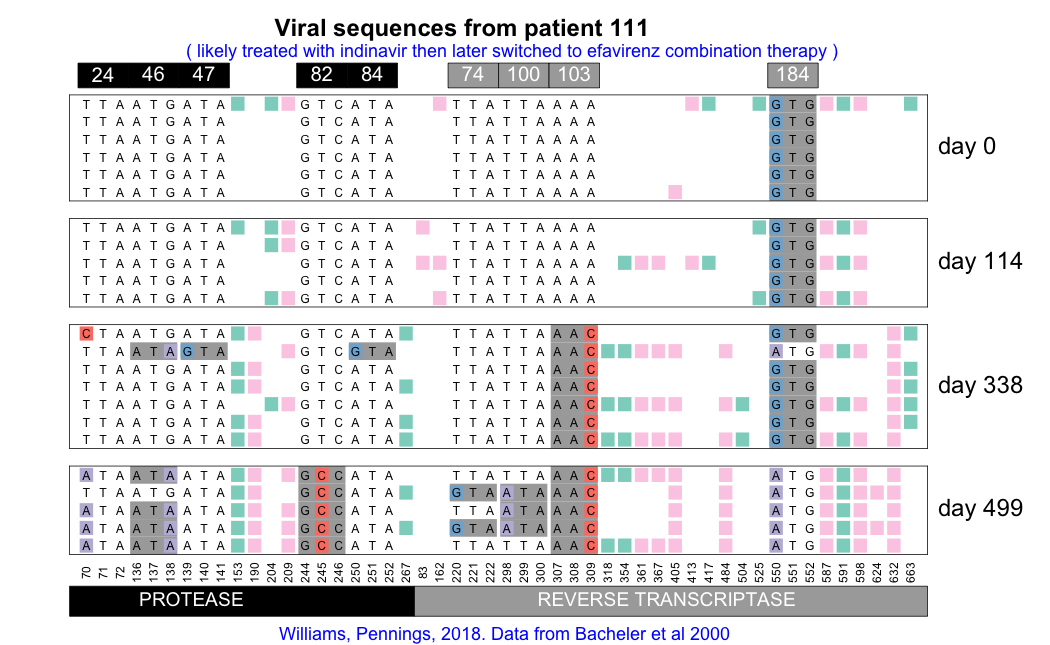 Viral sequences from patient 111
( likely treated with indinavir then later switched to efavirenz combination therapy )
24 46 47 82 84 74 100 103 184
T T A A T G A T A G T C A T A T T A T T A A A A G T G
T T A A T G A T A G T C A T A T T A T T A A A A G T G
T T A A T G A T A G T C A T A T T A T T A A A A G T G
day 0
T T A A T G A T A G T C A T A T T A T T A A A A G T G
T T A A T G A T A G T C A T A T T A T T A A A A G T G
T T A A T G A T A G T C A T A T T A T T A A A A G T G
T T A A T G A T A G T C A T A T T A T T A A A A G T G
T T A A T G A T A G T C A T A T T A T T A A A A G T G
T T A A T G A T A G T C A T A T T A T T A A A A G T G day 114
T T A A T G A T A G T C A T A T T A T T A A A A G T G
T T A A T G A T A G T C A T A T T A T T A A A A G T G
C T A A T G A T A G T C A T A T T A T T A A A C G T G
T T A A T A G T A G T C G T A T T A T T A A A C A T G
T T A A T G A T A G T C A T A T T A T T A A A C G T G
T T A A T G A T A G T C A T A T T A T T A A A C G T G day 338
T T A A T G A T A G T C A T A T T A T T A A A C G T G
T T A A T G A T A G T C A T A T T A T T A A A C G T G
T T A A T G A T A G T C A T A T T A T T A A A C G T G
A T A A T A A T A G C C A T A T T A T T A A A C A T G
T T A A T G A T A G C C A T A G T A A T A A A C A T G
A T A A T A A T A G C C A T A T T A A T A A A C A T G day 499
A T A A T A A T A G C C A T A G T A A T A A A C A T G
A T A A T A A T A G C C A T A T T A T T A A A C A T G
70 71 72 136 137 138 139 140 141 153 190 204 209 244 245 246 250 251 252 267 83 162 220 221 222 298 299 300 307 308 309 318 354 361 367 405 413 417 484 504 525 550 551 552 587 591 598 624 632 663
PROTEASE REVERSE TRANSCRIPTASE
Williams, Pennings, 2018. Data from Bacheler et al 2000